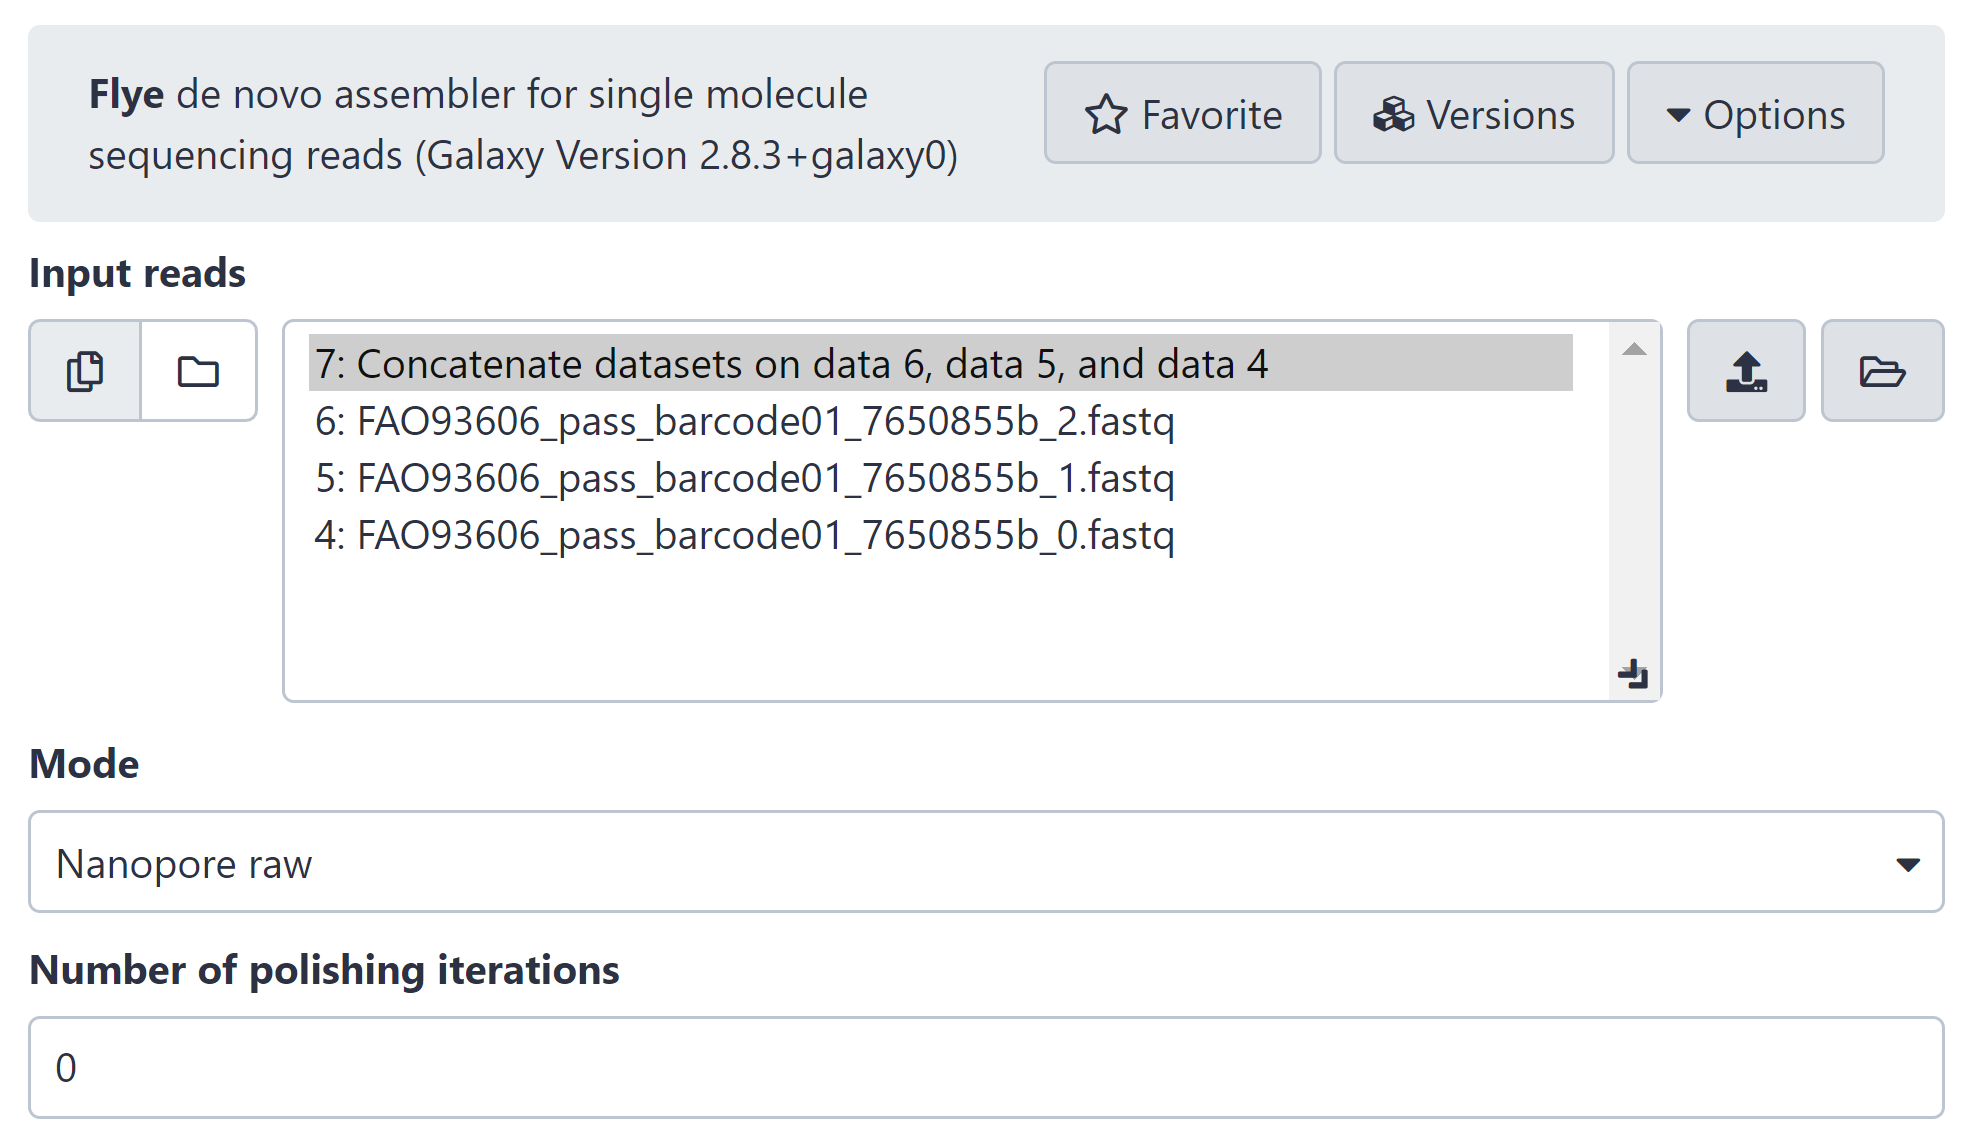 Flye de novo assembler for single molecule
sequencing reads (Galaxy Version 2.8.3+galaxy0)
Favorite
Versions
Options
Input reads
7: Concatenate datasets on data 6, data 5, and data 4
6: FAO93606_pass_barcode01_7650855b_2.fastq
5: FAO93606_pass_barcode01_7650855b_1.fastq
4: FAO93606_pass_barcode01_7650855b_0.fastq
Mode
Nanopore raw
Number of polishing iterations
0